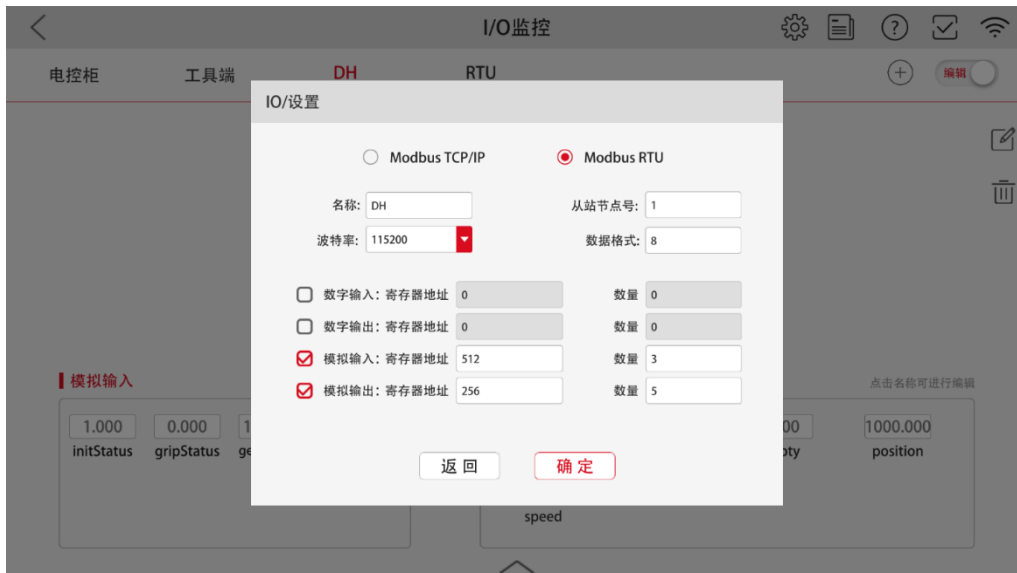 I/O监控
电控柜 工具端 DH RTU 编辑
IO/设置
Modbus TCP/IP Modbus RTU
名称: DH 从站节点号: 1
波特率: 115200 数据格式: 8
数字输入: 寄存器地址 0 数量 0
数字输出: 寄存器地址 0 数量 0
模拟输入: 寄存器地址 512 数量 3
模拟输出: 寄存器地址 256 数量 5
模拟输入 点击名称可进行编辑
1.000 0.000 1 00 1000.000
initStatus gripStatus ge pty position
返回 确定
speed